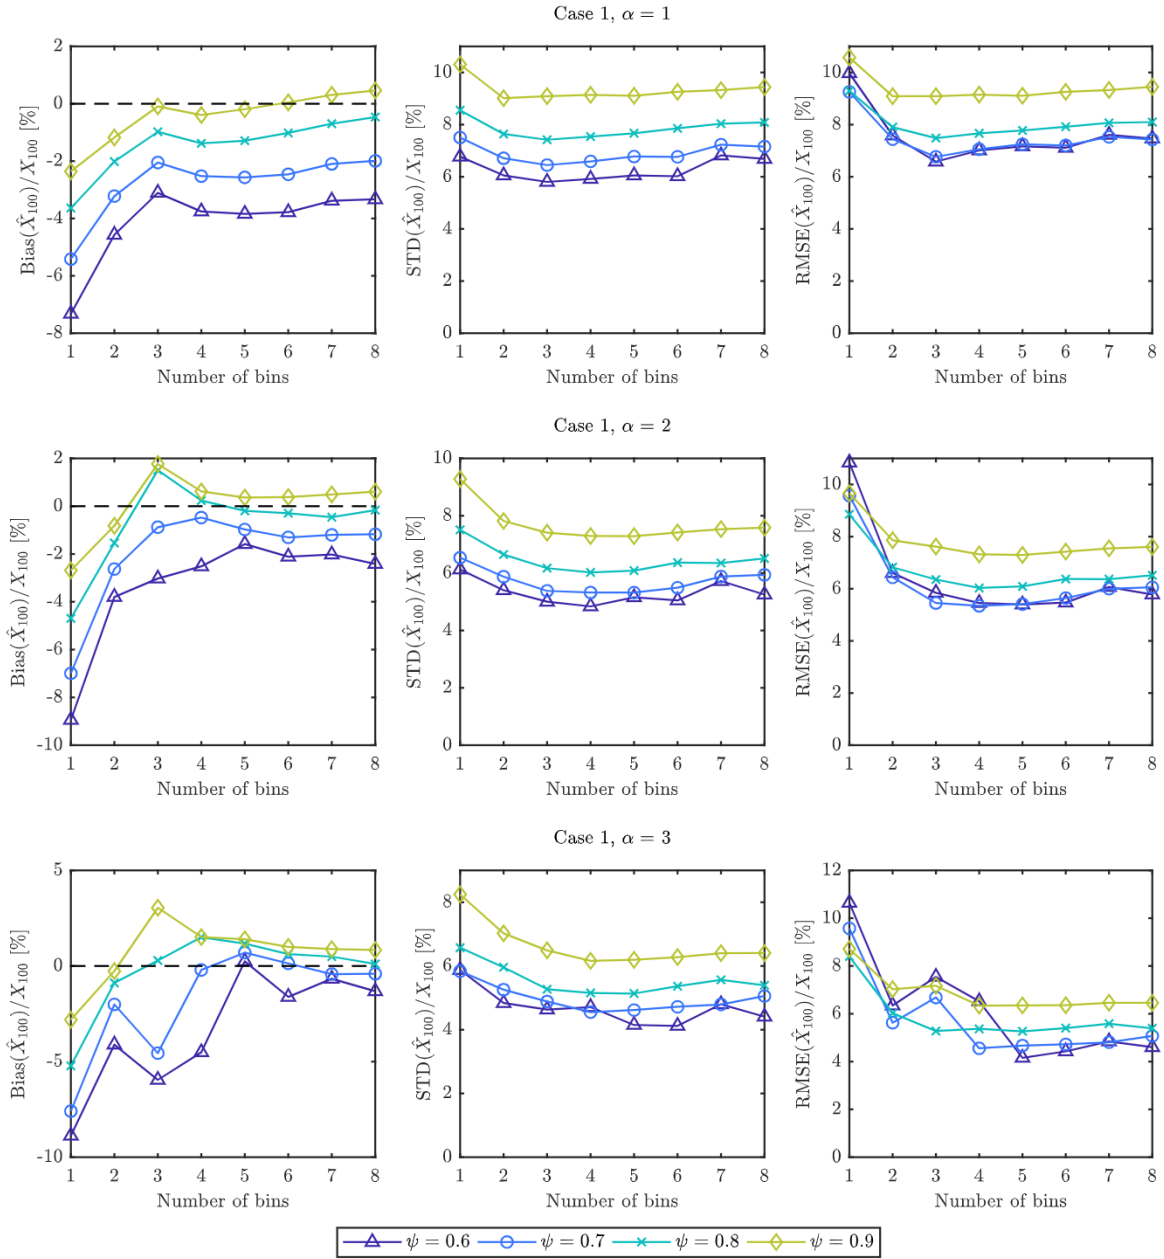 Case 1, α = 1
Bias(X̂₁₀₀)/X₁₀₀ [%]
2
0
-2
-4
-6
-8
1 2 3 4 5 6 7 8
Number of bins
STD(X̂₁₀₀)/X₁₀₀ [%]
10
8
6
4
2
0
1 2 3 4 5 6 7 8
Number of bins
RMSE(X̂₁₀₀)/X₁₀₀ [%]
10
8
6
4
2
0
1 2 3 4 5 6 7 8
Number of bins
Case 1, α = 2
Bias(X̂₁₀₀)/X₁₀₀ [%]
2
0
-2
-4
-6
-8
-10
1 2 3 4 5 6 7 8
Number of bins
STD(X̂₁₀₀)/X₁₀₀ [%]
10
8
6
4
2
0
1 2 3 4 5 6 7 8
Number of bins
RMSE(X̂₁₀₀)/X₁₀₀ [%]
10
8
6
4
2
0
1 2 3 4 5 6 7 8
Number of bins
Case 1, α = 3
Bias(X̂₁₀₀)/X₁₀₀ [%]
5
0
-5
-10
1 2 3 4 5 6 7 8
Number of bins
STD(X̂₁₀₀)/X₁₀₀ [%]
8
6
4
2
0
1 2 3 4 5 6 7 8
Number of bins
RMSE(X̂₁₀₀)/X₁₀₀ [%]
12
10
8
6
4
2
0
1 2 3 4 5 6 7 8
Number of bins
ψ = 0.6 ψ = 0.7 ψ = 0.8 ψ = 0.9